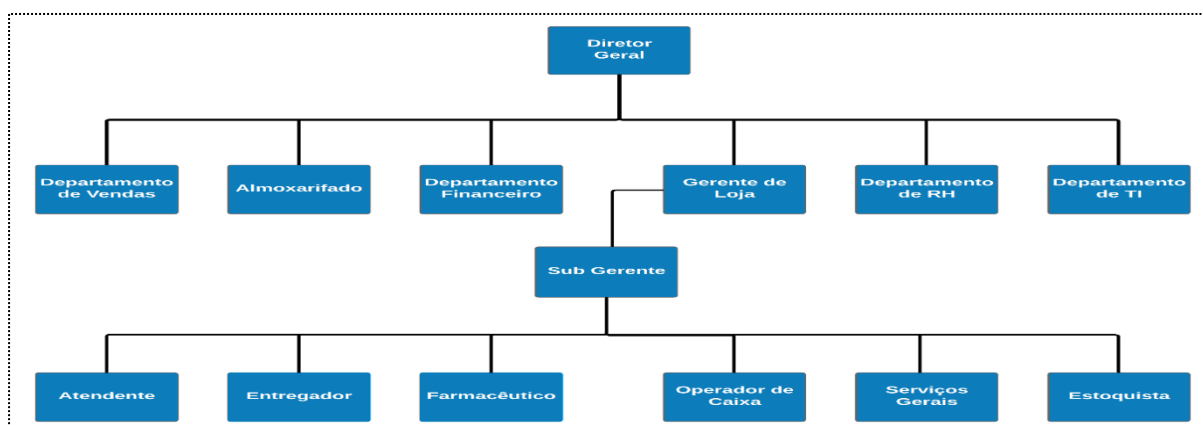 Diretor
Geral
Departamento
de Vendas
Almoxarifado
Departamento
Financeiro
Gerente de
Loja
Departamento
de RH
Departamento
de TI
Sub Gerente
Atendente
Entregador
Farmacêutico
Operador de
Caixa
Serviços
Gerais
Estoquista